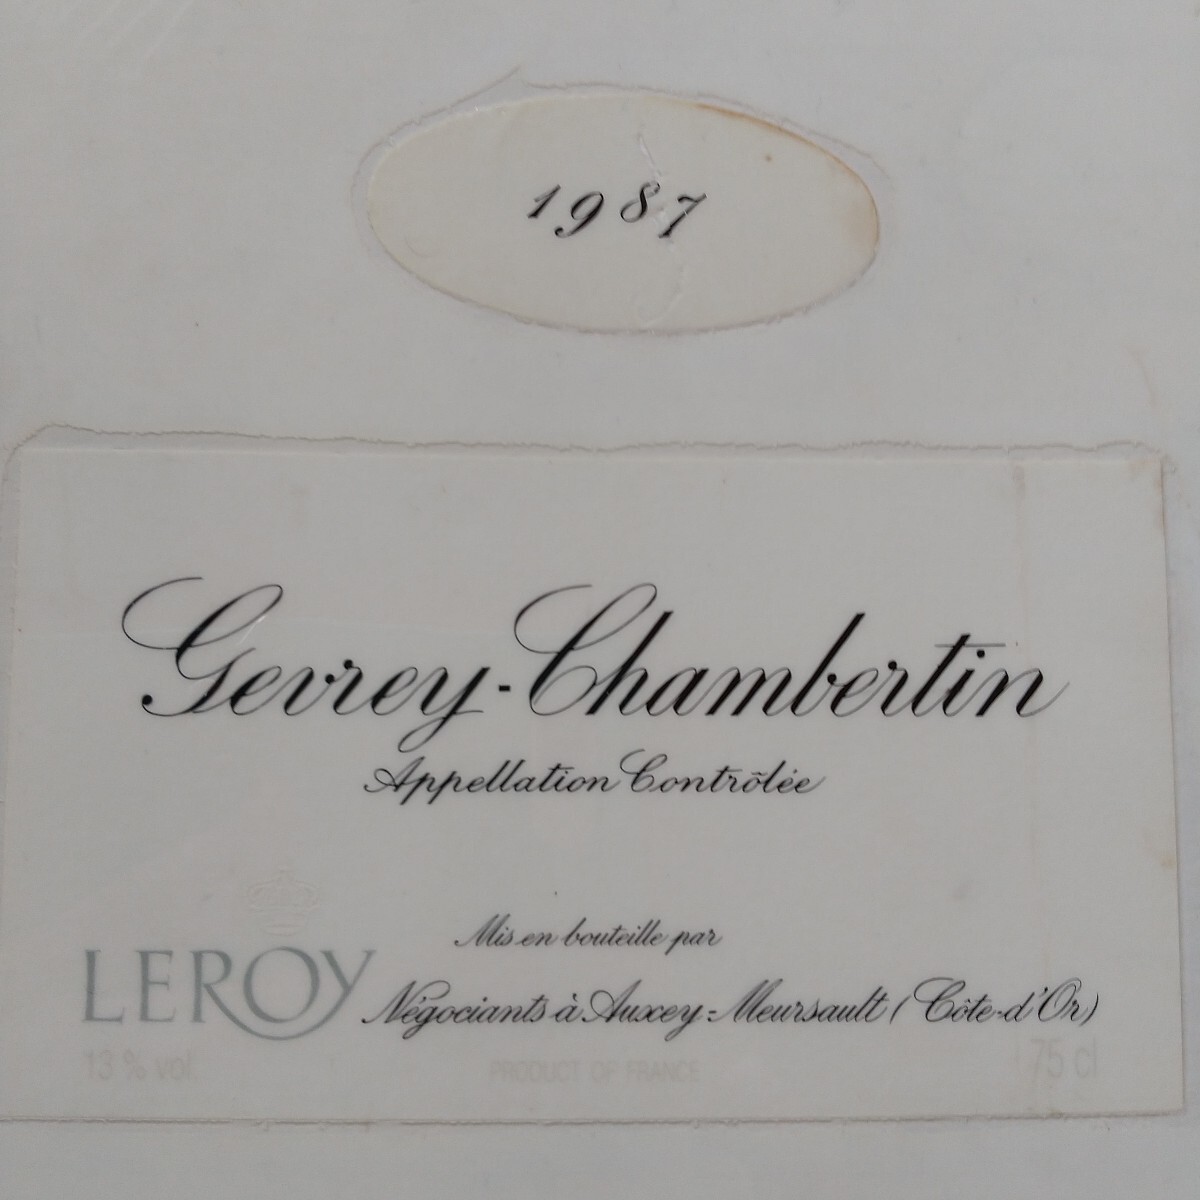 1987
Gevrey-Chambertin
Appellation Contrôlée
Mis en bouteille par
LEROY Négociants à Auxey-Meursault (Côte-d'Or)
13 % vol. PRODUCT OF FRANCE 75 cl